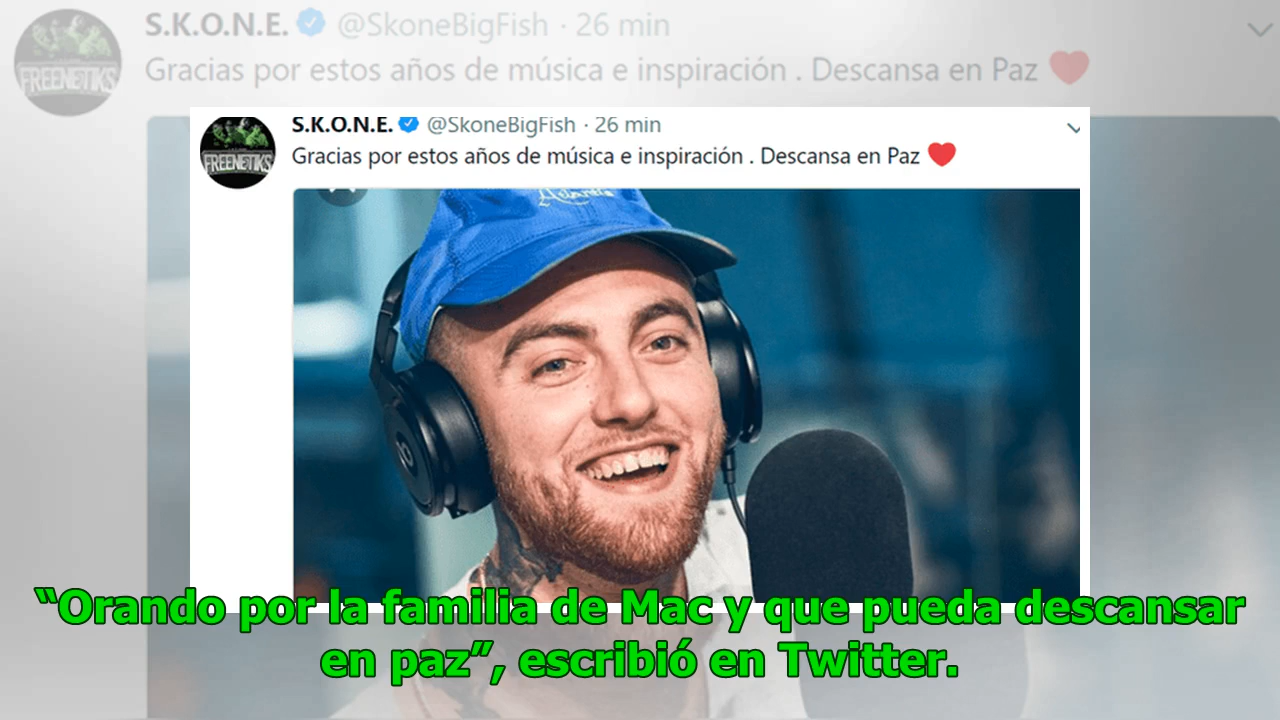 S.K.O.N.E. @SkoneBigFish · 26 min
Gracias por estos años de música e inspiración . Descansa en Paz ❤
FREENETIKS
S.K.O.N.E. @SkoneBigFish · 26 min
Gracias por estos años de música e inspiración . Descansa en Paz ❤
FREENETIKS
“Orando por la familia de Mac y que pueda descansar
en paz”, escribió en Twitter.